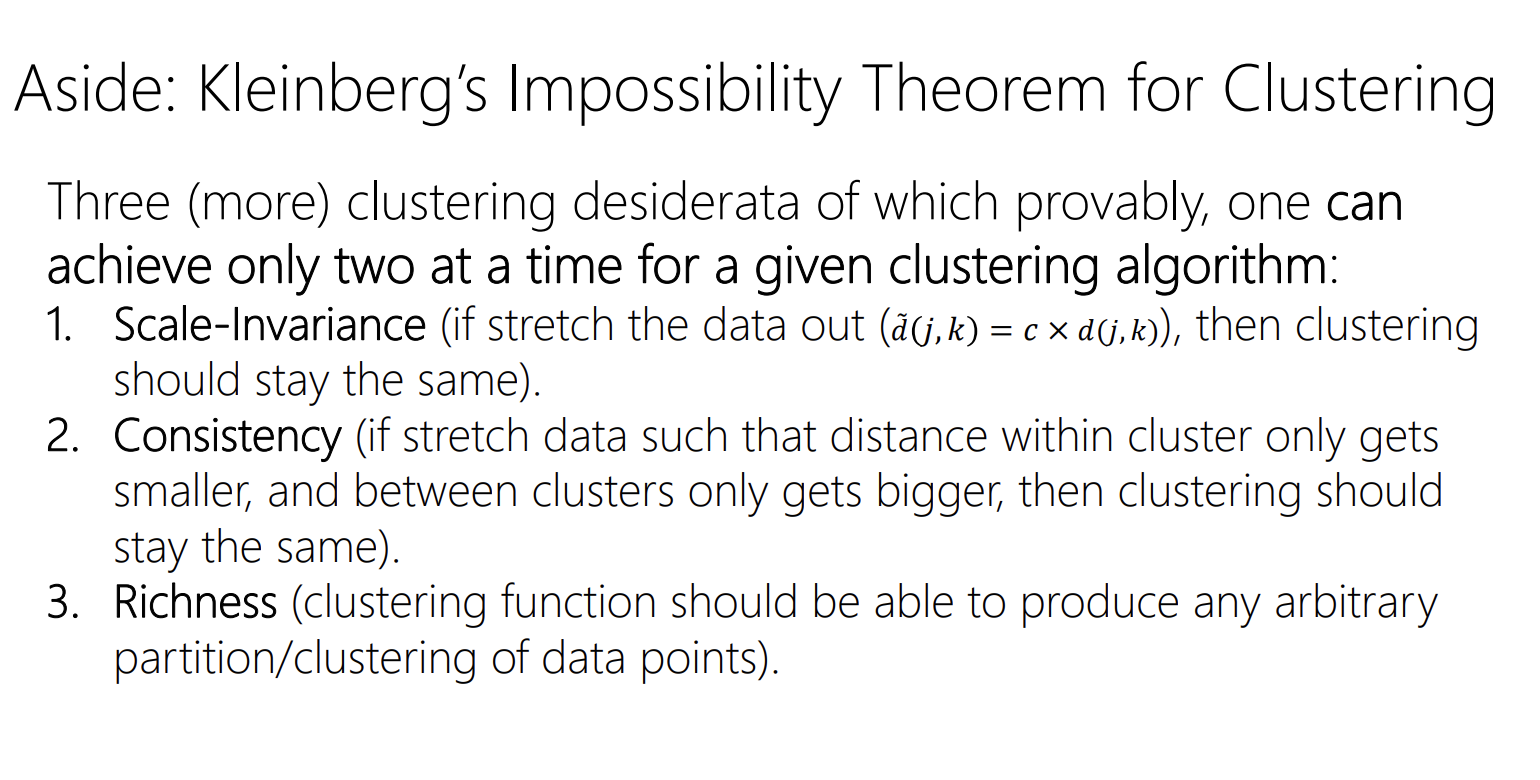 Aside: Kleinberg's Impossibility Theorem for Clustering
Three (more) clustering desiderata of which provably, one can
achieve only two at a time for a given clustering algorithm:
1. Scale-Invariance (if stretch the data out (d̃(j, k) = c × d(j, k)), then clustering
should stay the same).
2. Consistency (if stretch data such that distance within cluster only gets
smaller, and between clusters only gets bigger, then clustering should
stay the same).
3. Richness (clustering function should be able to produce any arbitrary
partition/clustering of data points).